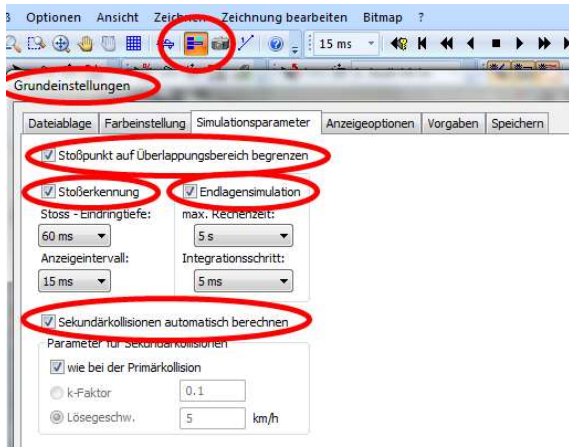 Optionen Ansicht Zeichnen Zeichnung bearbeiten Bitmap ?
15 ms
Grundeinstellungen
Dateiablage Farbeinstellung Simulationsparameter Anzeigeoptionen Vorgaben Speichern
Stoßpunkt auf Überlappungsbereich begrenzen
Stoßerkennung Endlagensimulation
Stoss - Eindringtiefe: max. Rechenzeit:
60 ms 5 s
Anzeigeintervall: Integrationsschritt:
15 ms 5 ms
Sekundärkollisionen automatisch berechnen
Parameter für Sekundärkollisionen
wie bei der Primärkollision
k-Faktor 0.1
Lösegeschw. 5 km/h